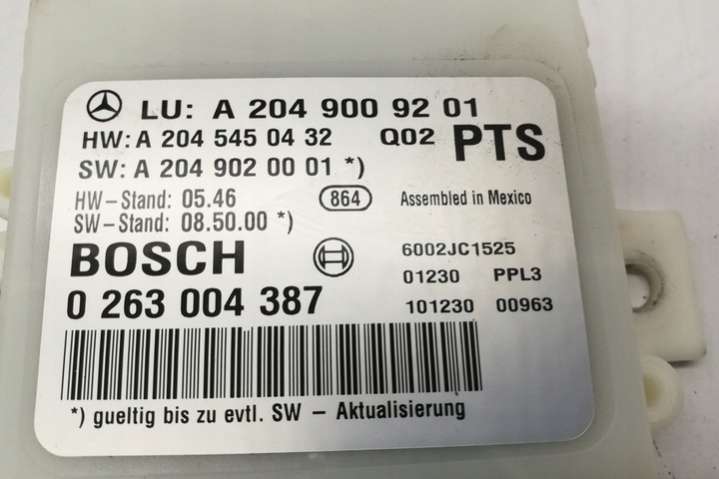 LU: A 204 900 92 01
HW: A 204 545 04 32 Q02 PTS
SW: A 204 902 00 01 *)
HW-Stand: 05.46 864 Assembled in Mexico
SW-Stand: 08.50.00 *)
BOSCH 6002JC1525
01230 PPL3
0 263 004 387 101230 00963
*) gueltig bis zu evtl. SW - Aktualisierung